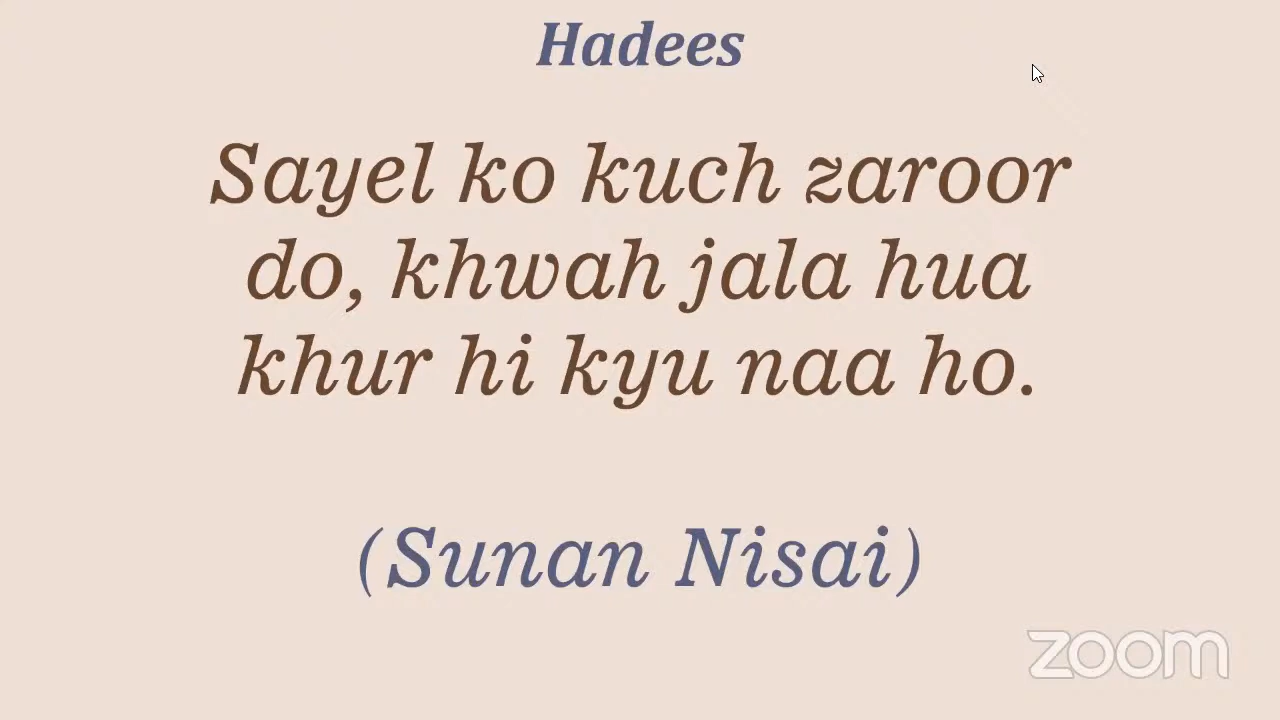 Hadees
Sayel ko kuch zaroor
do, khwah jala hua
khur hi kyu naa ho.
(Sunan Nisai)
zoom